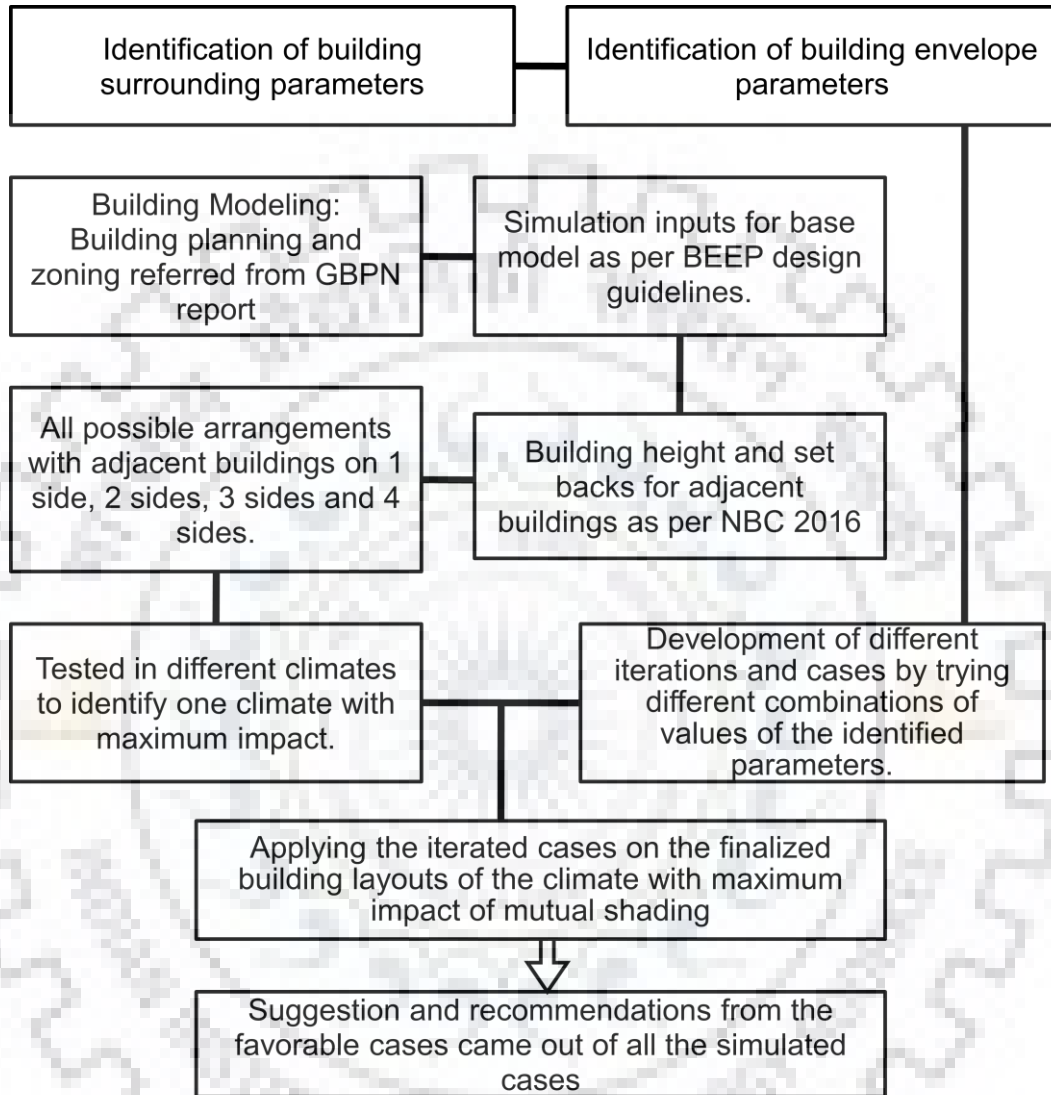 Identification of building
surrounding parameters
Identification of building envelope
parameters
Building Modeling:
Building planning and
zoning referred from GBPN
report
Simulation inputs for base
model as per BEEP design
guidelines.
All possible arrangements
with adjacent buildings on 1
side, 2 sides, 3 sides and 4
sides.
Building height and set
backs for adjacent
buildings as per NBC 2016
Tested in different climates
to identify one climate with
maximum impact.
Development of different
iterations and cases by trying
different combinations of
values of the identified
parameters.
Applying the iterated cases on the finalized
building layouts of the climate with maximum
impact of mutual shading
Suggestion and recommendations from the
favorable cases came out of all the simulated
cases